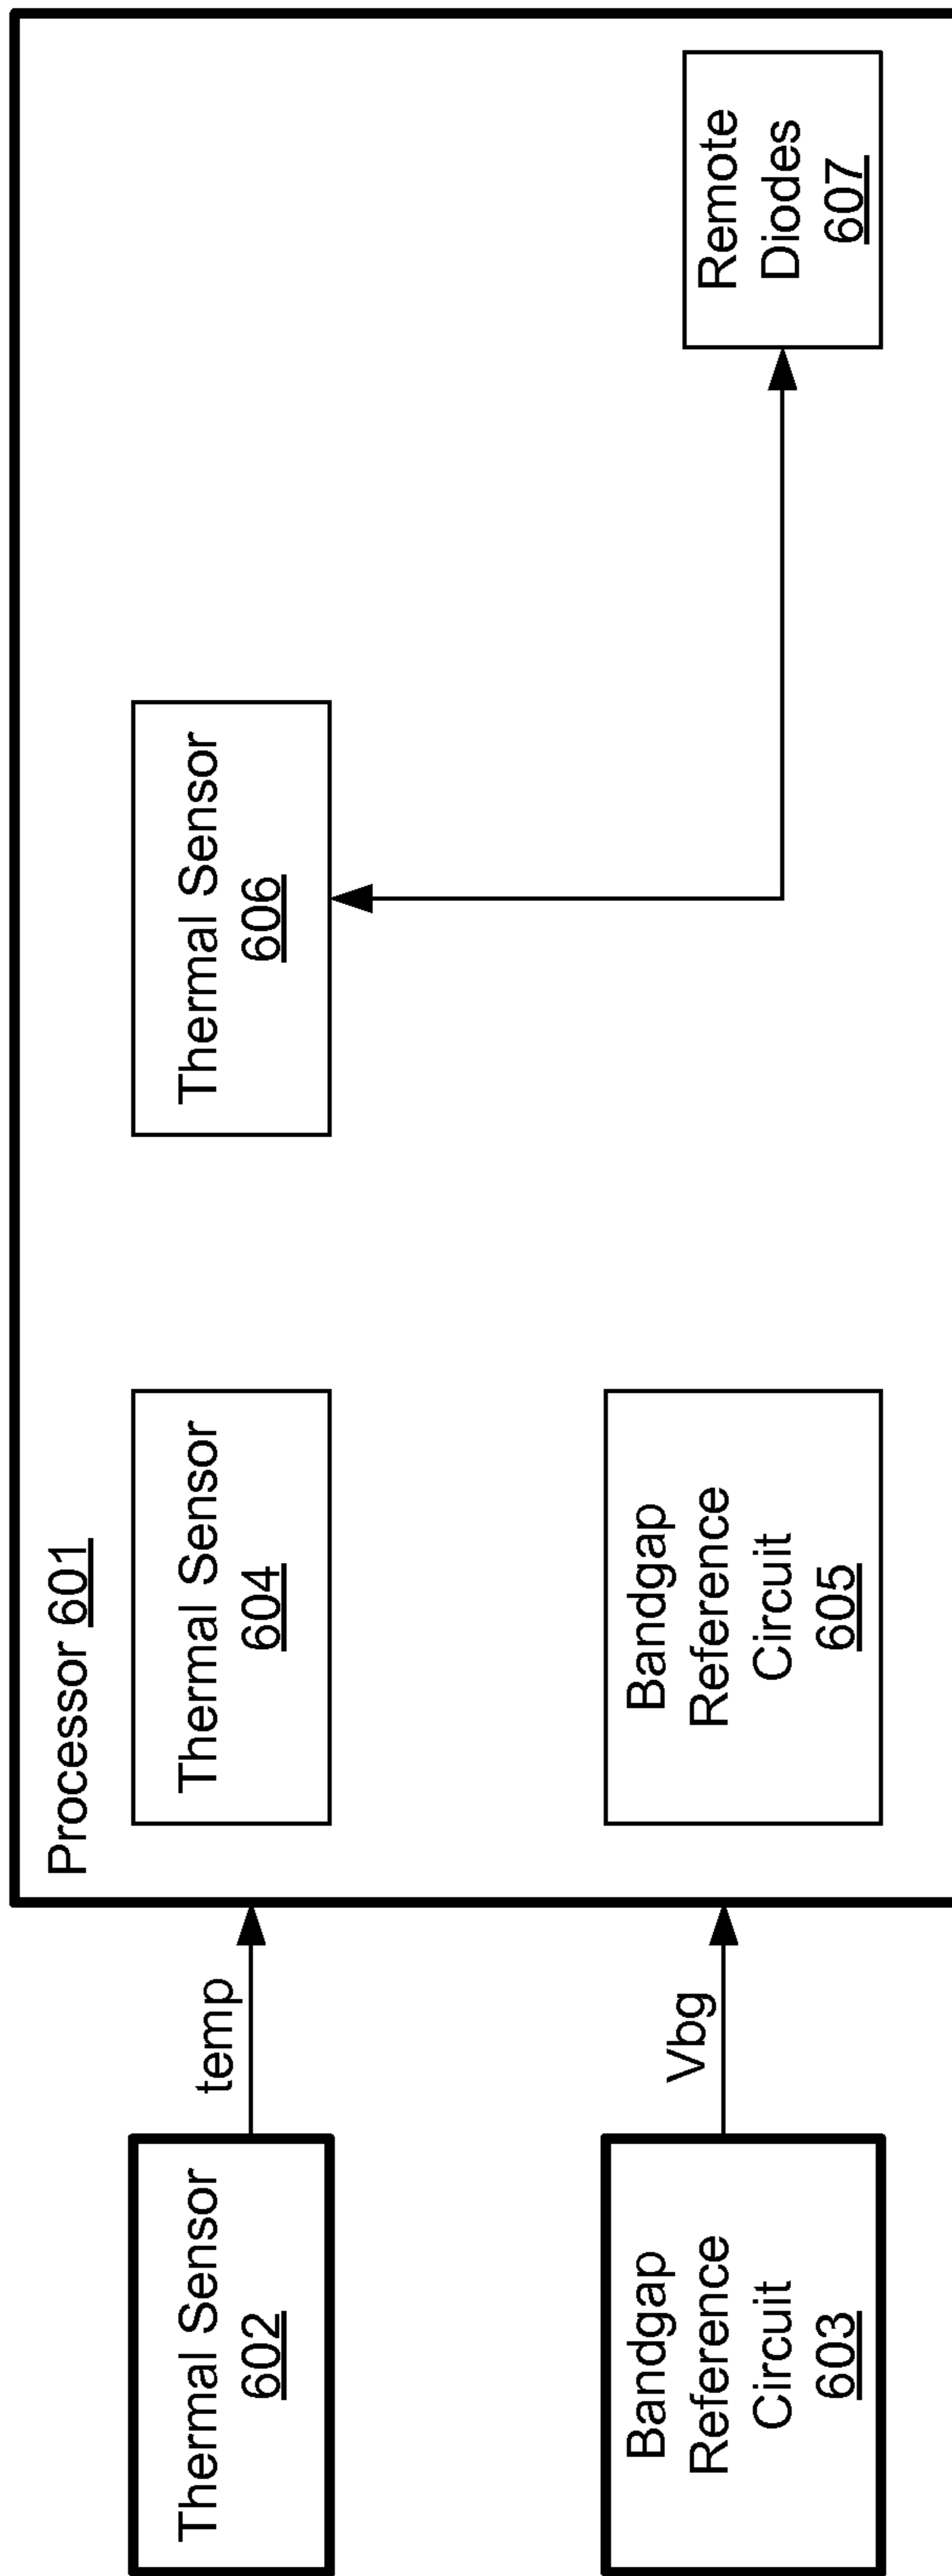 Processor 601
Thermal Sensor
602
temp
Thermal Sensor
604
Thermal Sensor
606
Bandgap
Reference
Circuit
603
Vbg
Bandgap
Reference
Circuit
605
Remote
Diodes
607